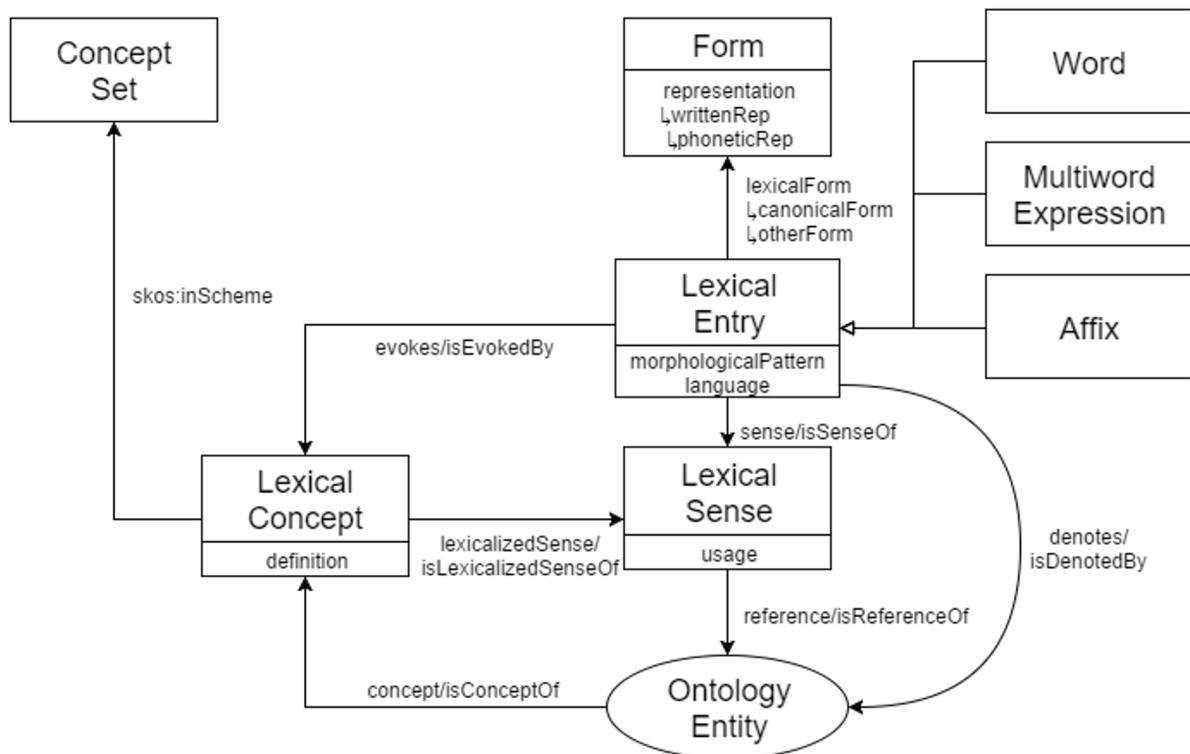 Concept
Set
Form
representation
↳writtenRep
↳phoneticRep
Word
Multiword
Expression
Affix
lexicalForm
↳canonicalForm
↳otherForm
Lexical
Entry
morphologicalPattern
language
skos:inScheme
evokes/isEvokedBy
sense/isSenseOf
Lexical
Concept
definition
lexicalizedSense/
isLexicalizedSenseOf
Lexical
Sense
usage
denotes/
isDenotedBy
reference/isReferenceOf
concept/isConceptOf
Ontology
Entity